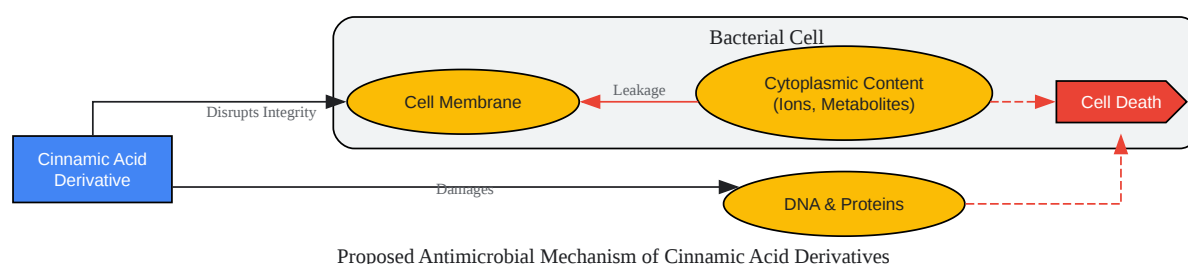 Bacterial Cell
Cytoplasmic Content
(Ions, Metabolites)
Leakage
Cell Membrane
Cell Death
Disrupts Integrity
Cinnamic Acid
Derivative
Damages
DNA & Proteins
Proposed Antimicrobial Mechanism of Cinnamic Acid Derivatives